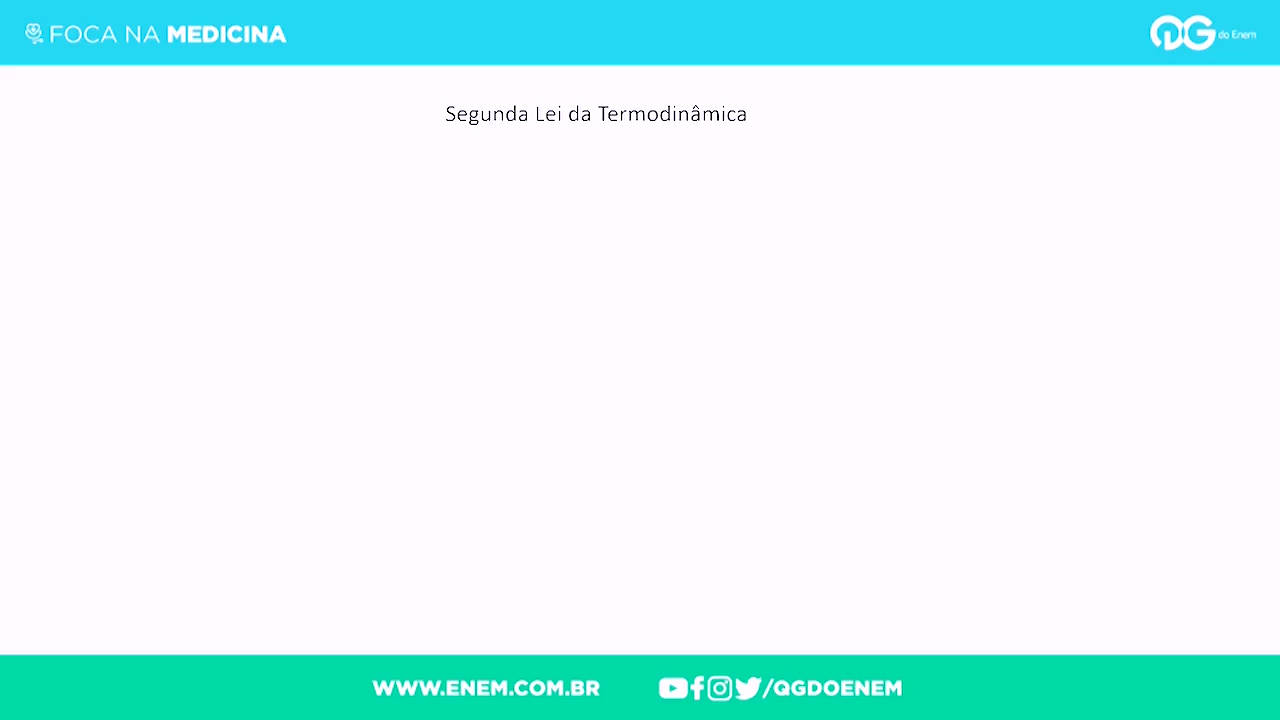 FOCA NA MEDICINA
QG do Enem
Segunda Lei da Termodinâmica
WWW.ENEM.COM.BR
/QGDOENEM